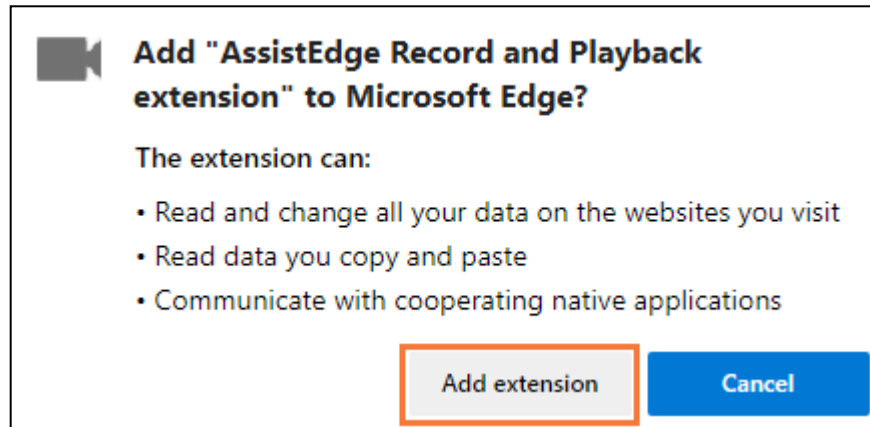 Add "AssistEdge Record and Playback
extension" to Microsoft Edge?
The extension can:
• Read and change all your data on the websites you visit
• Read data you copy and paste
• Communicate with cooperating native applications
Add extension
Cancel